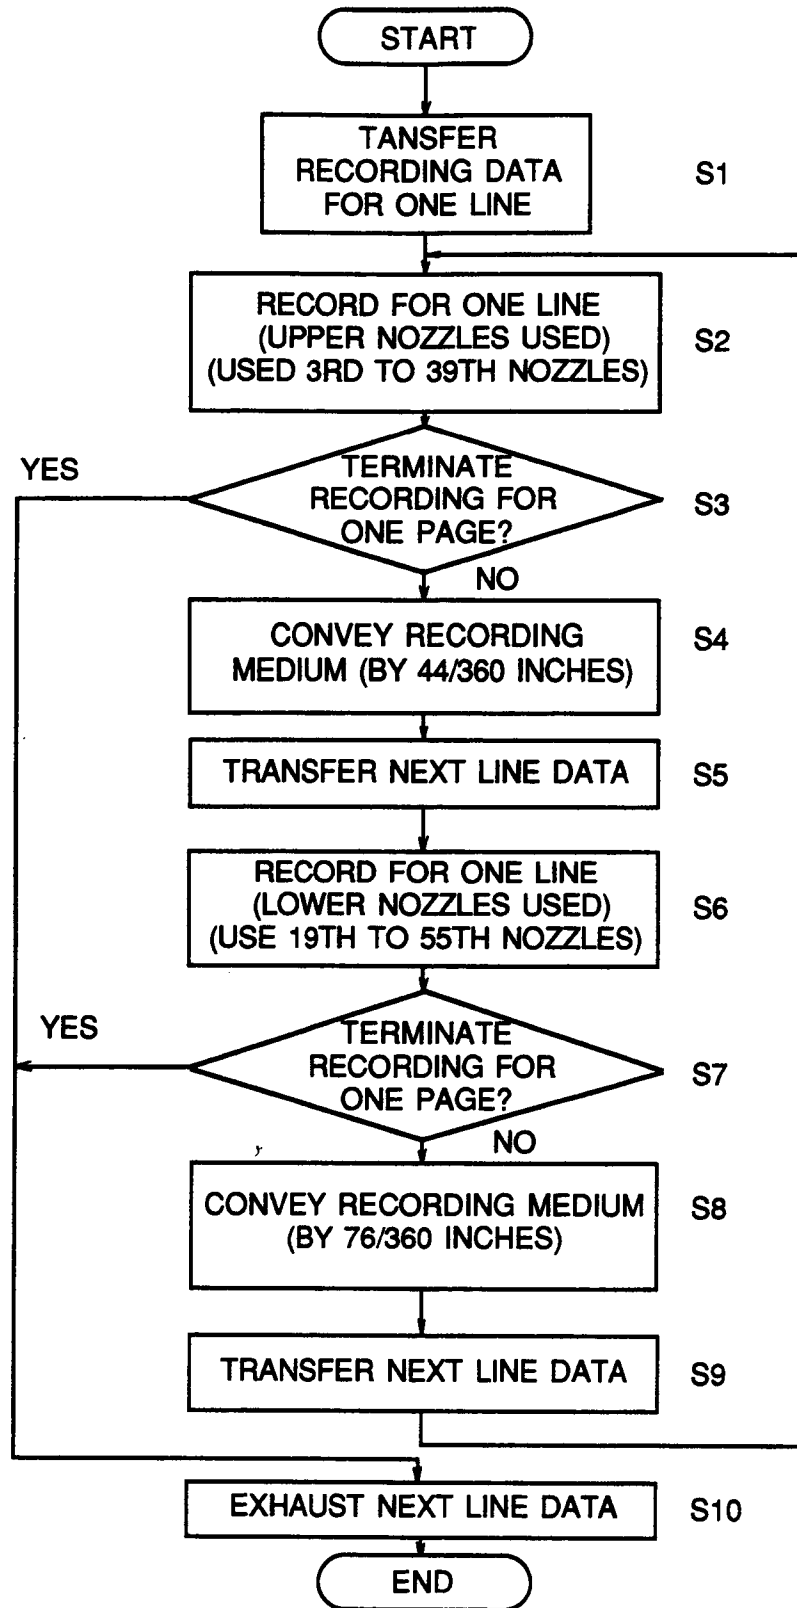 START
TANSFER
RECORDING DATA
FOR ONE LINE
S1
RECORD FOR ONE LINE
(UPPER NOZZLES USED)
(USED 3RD TO 39TH NOZZLES)
S2
YES
TERMINATE
RECORDING FOR
ONE PAGE?
S3
NO
CONVEY RECORDING
MEDIUM (BY 44/360 INCHES)
S4
TRANSFER NEXT LINE DATA
S5
RECORD FOR ONE LINE
(LOWER NOZZLES USED)
(USE 19TH TO 55TH NOZZLES)
S6
YES
TERMINATE
RECORDING FOR
ONE PAGE?
S7
NO
CONVEY RECORDING MEDIUM
(BY 76/360 INCHES)
S8
TRANSFER NEXT LINE DATA
S9
EXHAUST NEXT LINE DATA
S10
END